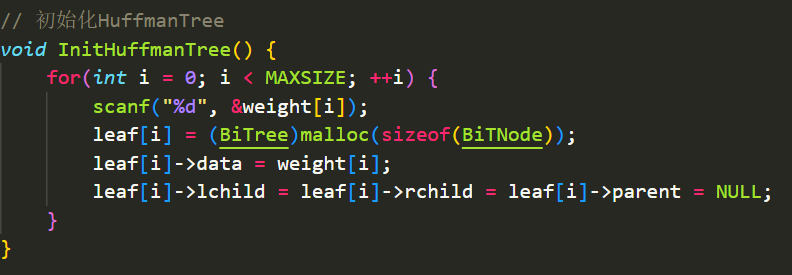 // 初始化HuffmanTree
void InitHuffmanTree() {
    for(int i = 0; i < MAXSIZE; ++i) {
        scanf("%d", &weight[i]);
        leaf[i] = (BiTree)malloc(sizeof(BiTNode));
        leaf[i]->data = weight[i];
        leaf[i]->lchild = leaf[i]->rchild = leaf[i]->parent = NULL;
    }
}